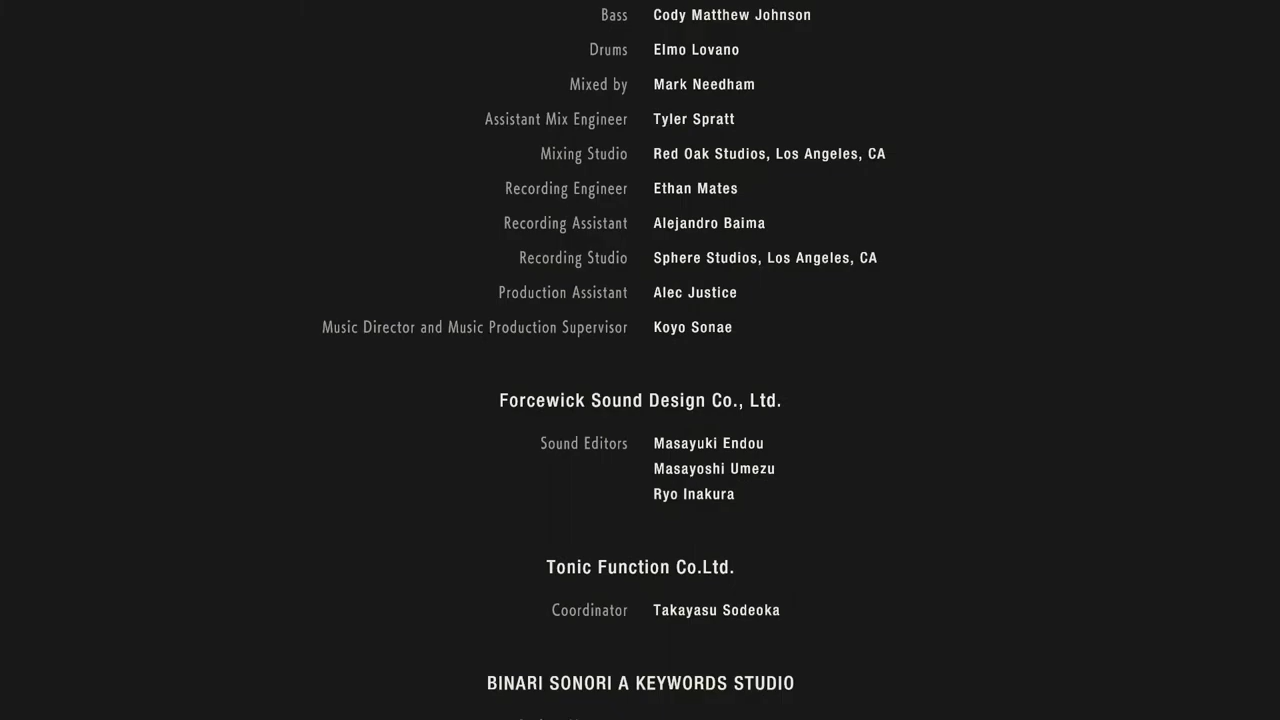 Bass Cody Matthew Johnson
Drums Elmo Lovano
Mixed by Mark Needham
Assistant Mix Engineer Tyler Spratt
Mixing Studio Red Oak Studios, Los Angeles, CA
Recording Engineer Ethan Mates
Recording Assistant Alejandro Baima
Recording Studio Sphere Studios, Los Angeles, CA
Production Assistant Alec Justice
Music Director and Music Production Supervisor Koyo Sonae
Forcewick Sound Design Co., Ltd.
Sound Editors Masayuki Endou
Masayoshi Umezu
Ryo Inakura
Tonic Function Co.Ltd.
Coordinator Takayasu Sodeoka
BINARI SONORI A KEYWORDS STUDIO